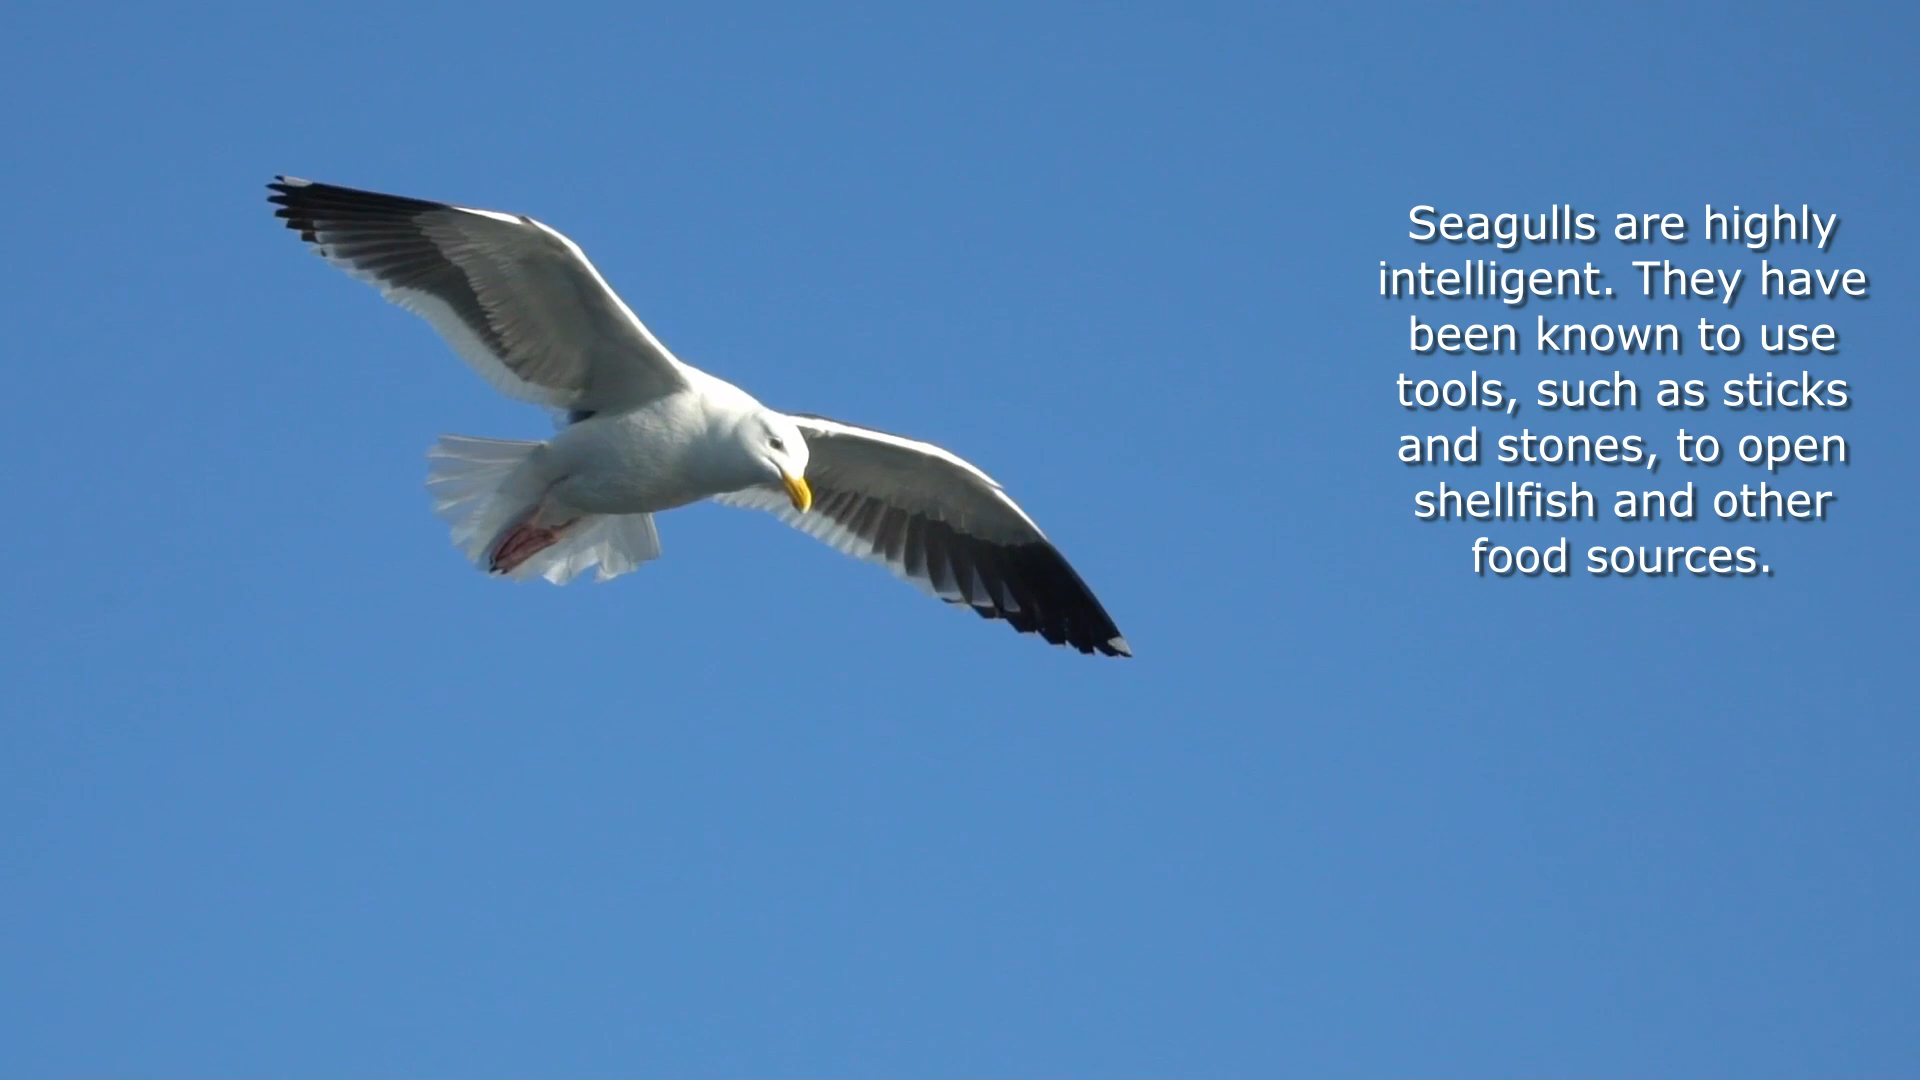 Seagulls are highly
intelligent. They have
been known to use
tools, such as sticks
and stones, to open
shellfish and other
food sources.